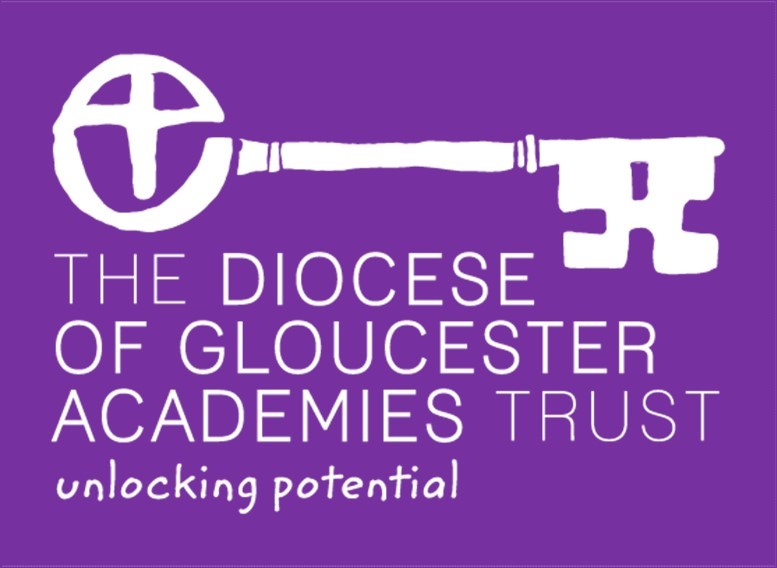 THE DIOCESE
OF GLOUCESTER
ACADEMIES TRUST
unlocking potential